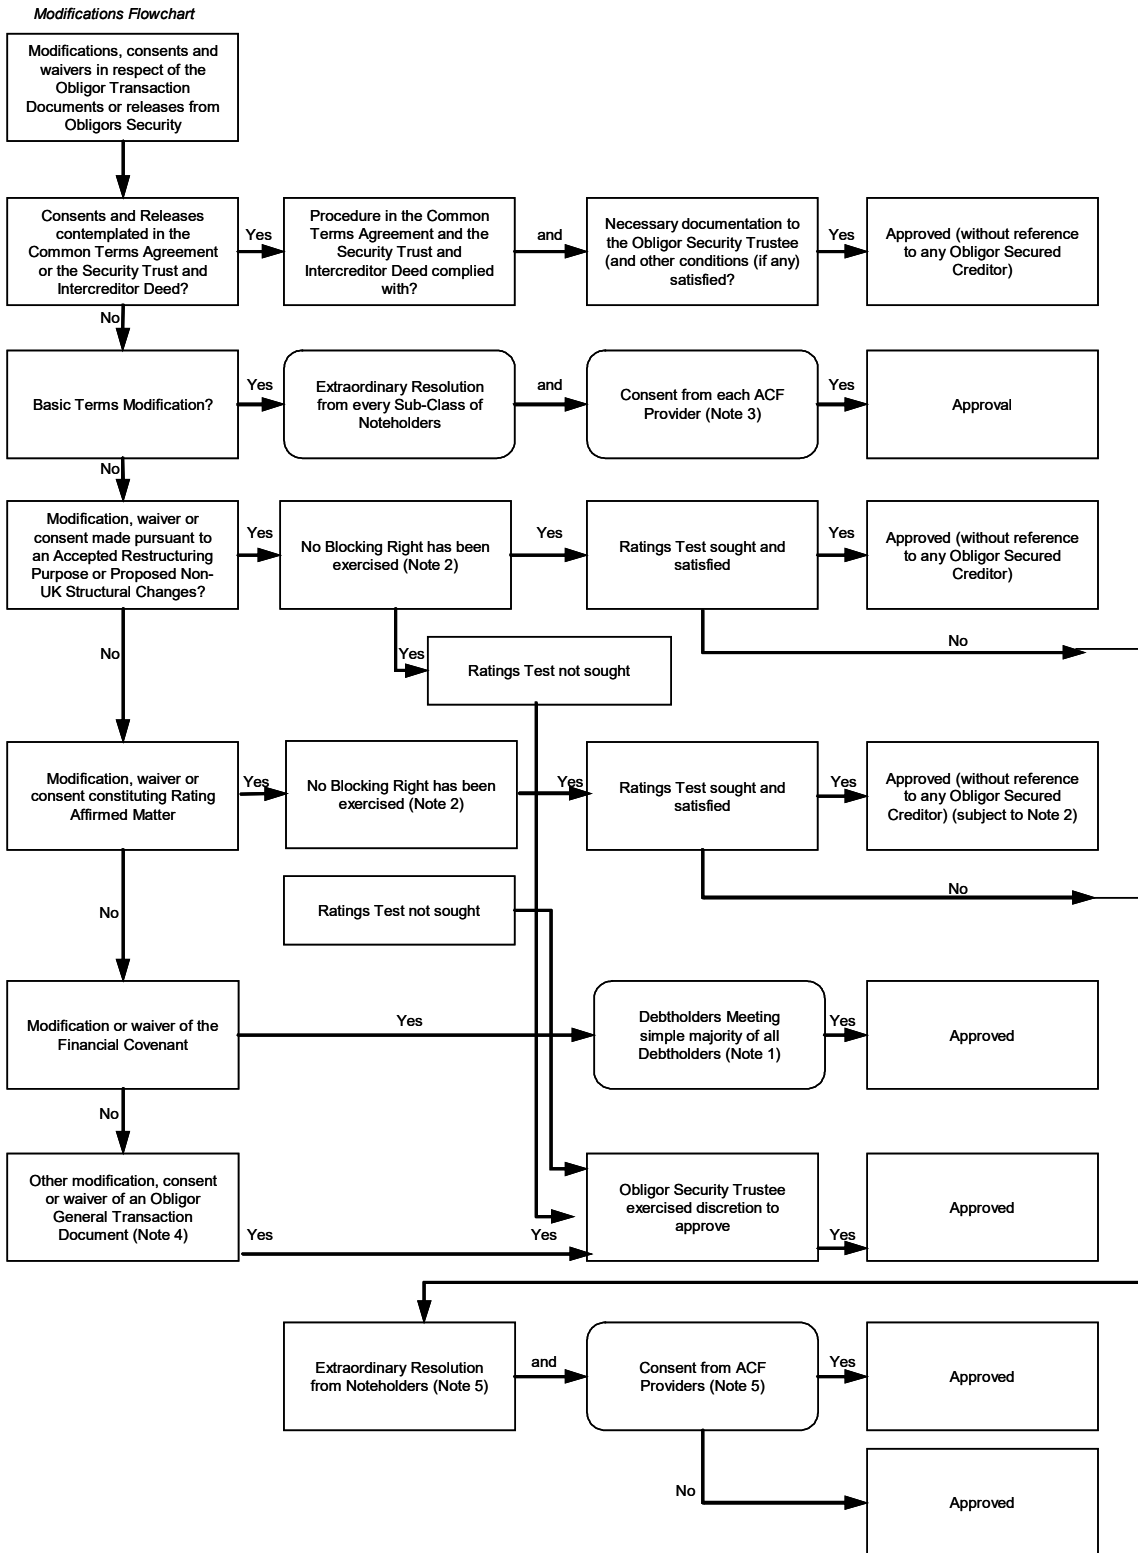 Modifications Flowchart
Modifications, consents and
waivers in respect of the
Obligor Transaction
Documents or releases from
Obligors Security
Consents and Releases
contemplated in the
Common Terms Agreement
or the Security Trust and
Intercreditor Deed?
Yes
Procedure in the Common
Terms Agreement and the
Security Trust and
Intercreditor Deed complied
with?
and
Necessary documentation to
the Obligor Security Trustee
(and other conditions (if any)
satisfied?
Yes
Approved (without reference
to any Obligor Secured
Creditor)
No
Basic Terms Modification?
Yes
Extraordinary Resolution
from every Sub-Class of
Noteholders
and
Consent from each ACF
Provider (Note 3)
Yes
Approval
No
Modification, waiver or
consent made pursuant to
an Accepted Restructuring
Purpose or Proposed Non-
UK Structural Changes?
Yes
No Blocking Right has been
exercised (Note 2)
Yes
Ratings Test sought and
satisfied
Yes
Approved (without reference
to any Obligor Secured
Creditor)
No
Yes
Ratings Test not sought
No
Modification, waiver or
consent constituting Rating
Affirmed Matter
Yes
No Blocking Right has been
exercised (Note 2)
Yes
Ratings Test sought and
satisfied
Yes
Approved (without reference
to any Obligor Secured
Creditor) (subject to Note 2)
No
Ratings Test not sought
No
Modification or waiver of the
Financial Covenant
Yes
Debtholders Meeting
simple majority of all
Debtholders (Note 1)
Yes
Approved
No
Other modification, consent
or waiver of an Obligor
General Transaction
Document (Note 4)
Yes
Yes
Obligor Security Trustee
exercised discretion to
approve
Yes
Approved
Extraordinary Resolution
from Noteholders (Note 5)
and
Consent from ACF
Providers (Note 5)
Yes
Approved
No
Approved